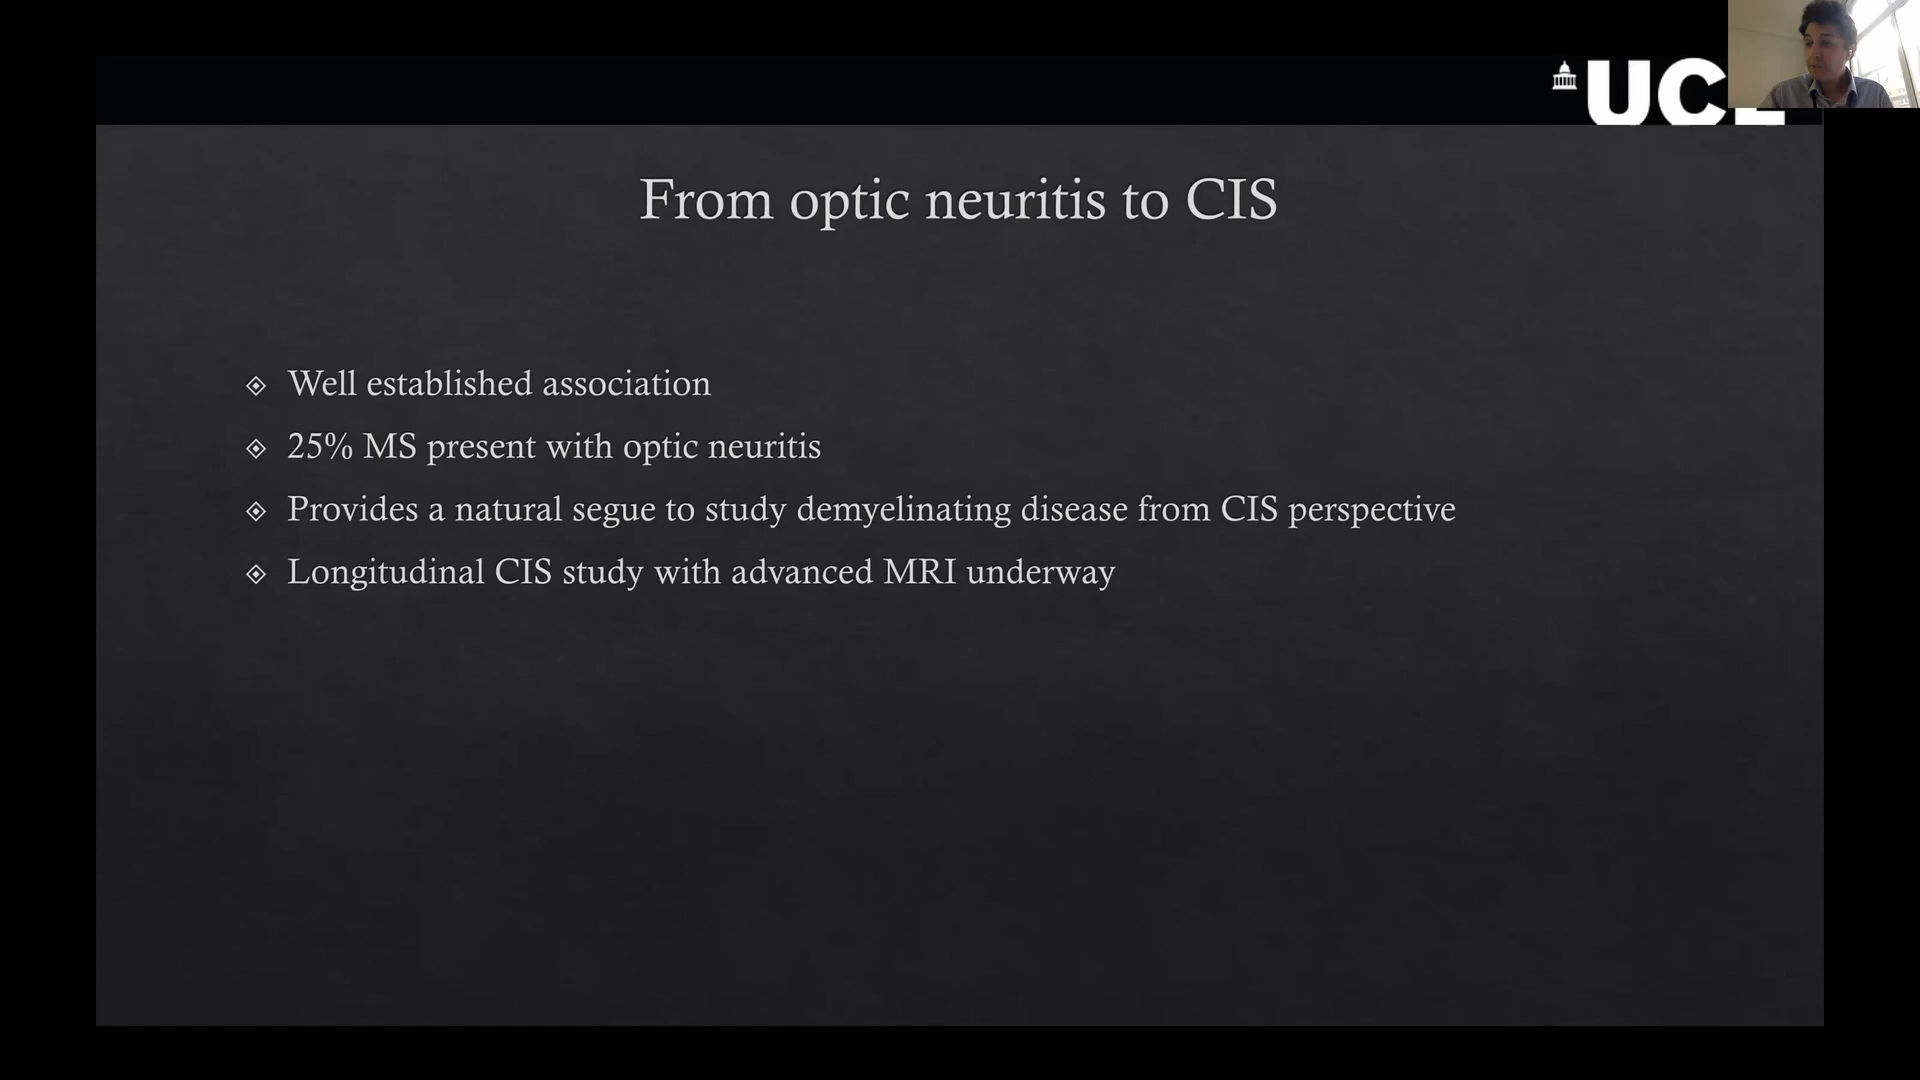 UCL
From optic neuritis to CIS
Well established association
25% MS present with optic neuritis
Provides a natural segue to study demyelinating disease from CIS perspective
Longitudinal CIS study with advanced MRI underway